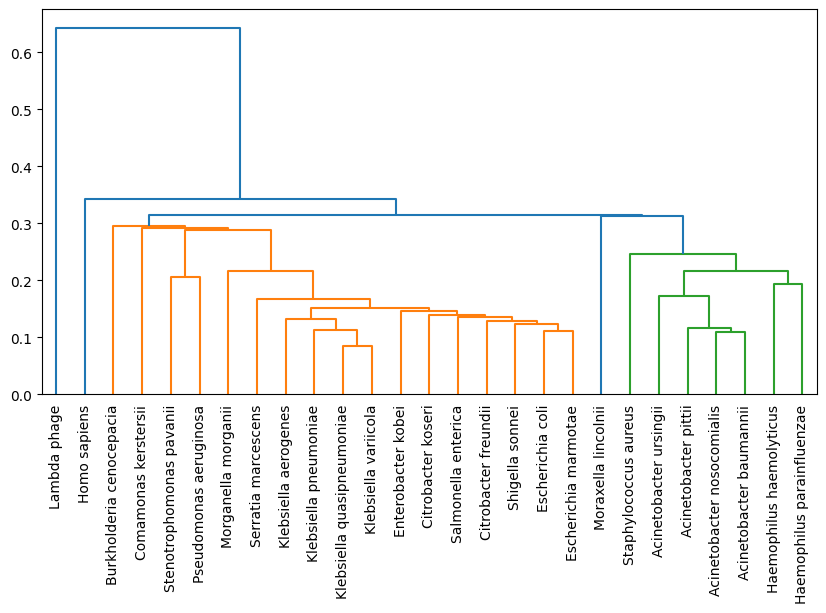 0.6
0.5
0.4
0.3
0.2
0.1
0.0
Lambda phage
Homo sapiens
Burkholderia cenocepacia
Comamonas kerstersii
Stenotrophomonas pavanii
Pseudomonas aeruginosa
Morganella morganii
Serratia marcescens
Klebsiella aerogenes
Klebsiella pneumoniae
Klebsiella quasipneumoniae
Klebsiella variicola
Enterobacter kobei
Citrobacter koseri
Salmonella enterica
Citrobacter freundii
Shigella sonnei
Escherichia coli
Escherichia marmotae
Moraxella lincolnii
Staphylococcus aureus
Acinetobacter ursingii
Acinetobacter pittii
Acinetobacter nosocomialis
Acinetobacter baumannii
Haemophilus haemolyticus
Haemophilus parainfluenzae